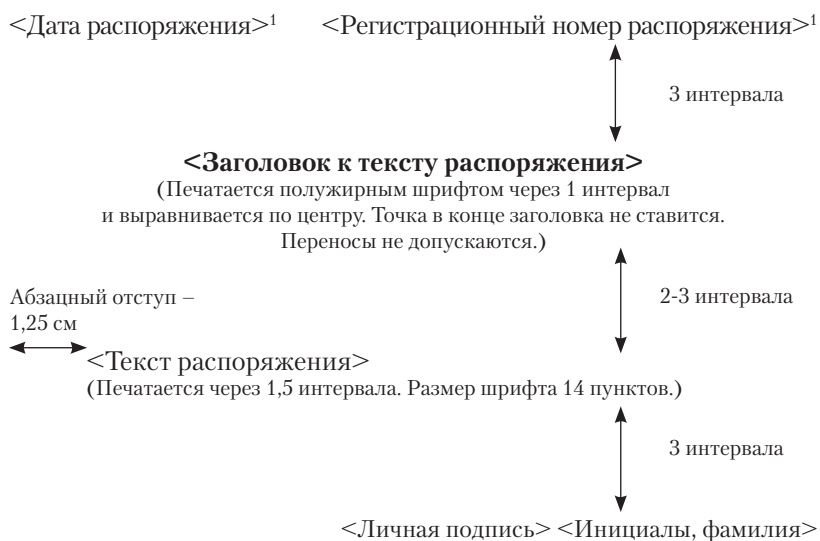 <Дата распоряжения>¹ <Регистрационный номер распоряжения>¹
3 интервала
<Заголовок к тексту распоряжения>
(Печатается полужирным шрифтом через 1 интервал
и выравнивается по центру. Точка в конце заголовка не ставится.
Переносы не допускаются.)
2-3 интервала
Абзацный отступ –
1,25 см
<Текст распоряжения>
(Печатается через 1,5 интервала. Размер шрифта 14 пунктов.)
3 интервала
<Личная подпись> <Инициалы, фамилия>